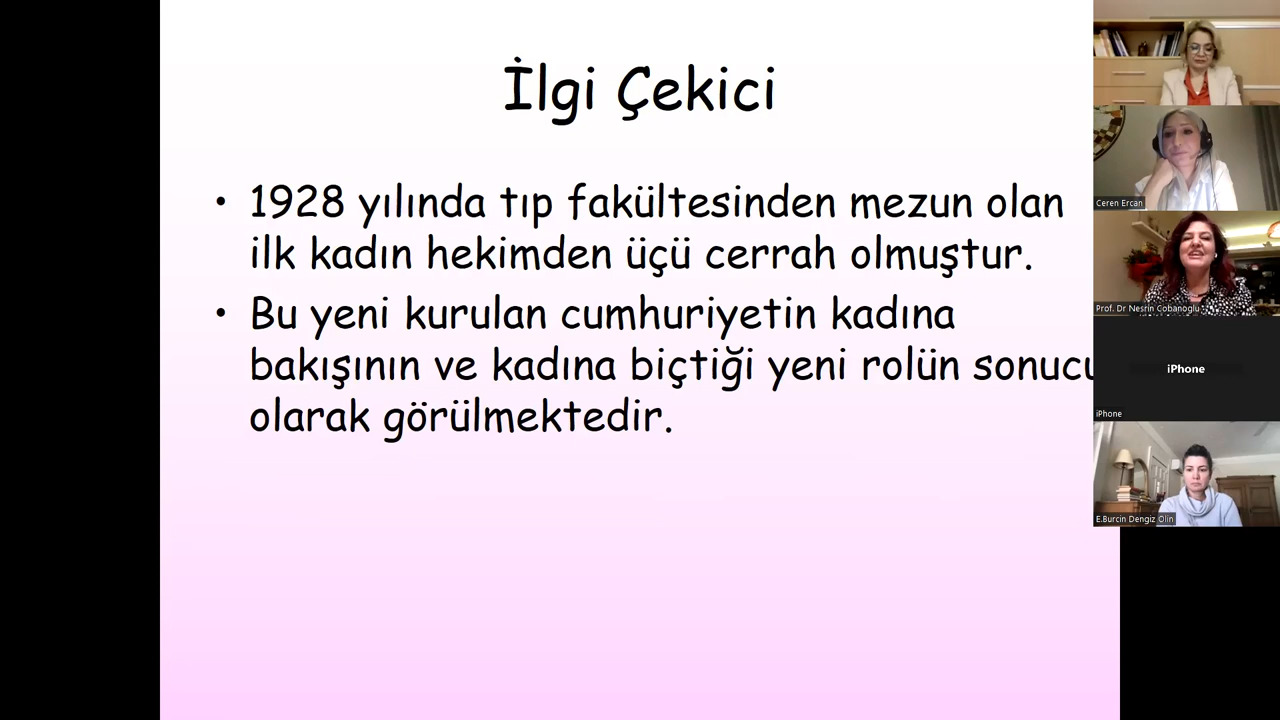 İlgi Çekici
• 1928 yılında tıp fakültesinden mezun olan
ilk kadın hekimden üçü cerrah olmuştur.
• Bu yeni kurulan cumhuriyetin kadına
bakışının ve kadına biçtiği yeni rolün sonucu
olarak görülmektedir.
Ceren Ercan
Prof. Dr Nesrin Cobanoglu
iPhone
iPhone
E.Burcin Dengiz Olin